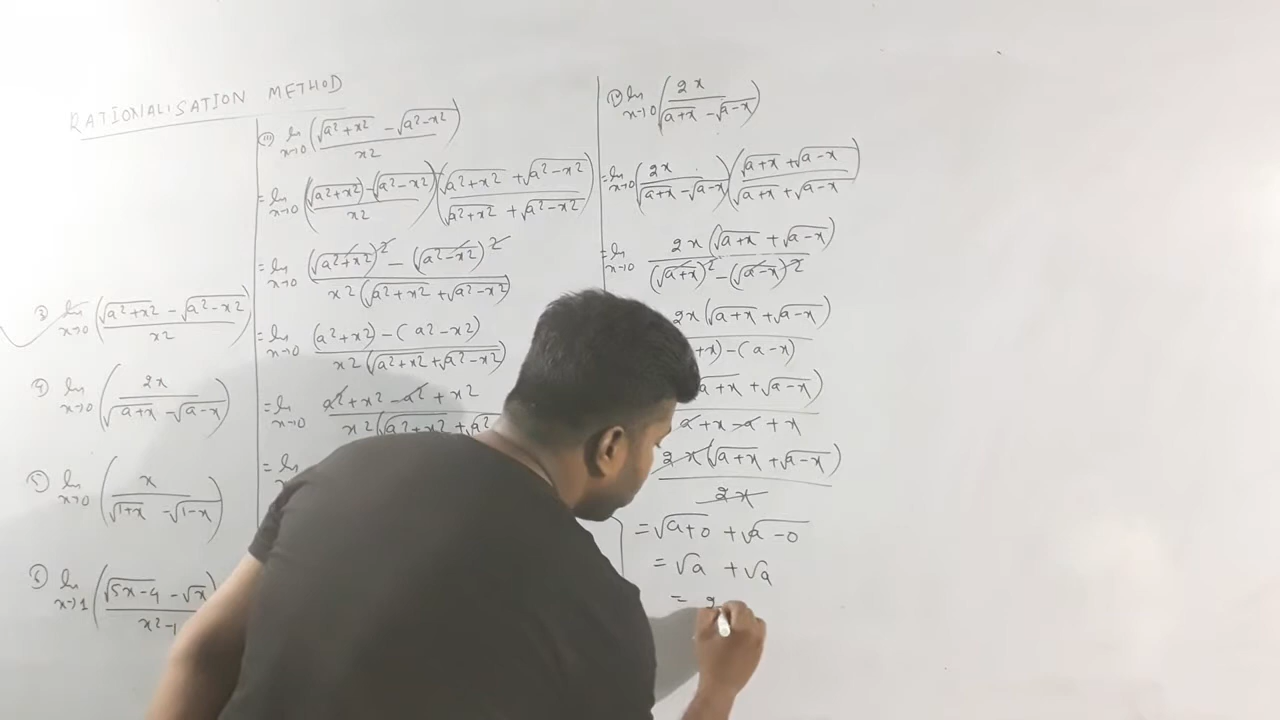 RATIONALISATION METHOD
3) lim x→0 (√(a²+x²) − √(a²−x²) / x²)
4) lim x→0 (2x / √(a+x) − √(a−x))
5) lim x→0 (x / √(1+x) − √(1−x))
6) lim x→1 (√(5x−4) − √x / x²−1
(iii) lim x→0 (√(a²+x²) − √(a²−x²) / x²)
= lim x→0 (√(a²+x²) − √(a²−x²) / x²) (√(a²+x²) + √(a²−x²) / √(a²+x²) + √(a²−x²))
= lim x→0 (√(a²+x²))² − (√(a²−x²))² / x² (√(a²+x²) + √(a²−x²))
= lim x→0 (a²+x²) − (a²−x²) / x² (√(a²+x²) + √(a²−x²))
= lim x→0 a² + x² − a² + x² / x² (√(a²+x²) + √(a²
= lim
lim x→0 (2x / √(a+x) − √(a−x))
= lim x→0 (2x / √(a+x) − √(a−x)) (√(a+x) + √(a−x) / √(a+x) + √(a−x))
= lim x→0 2x (√(a+x) + √(a−x)) / (√(a+x))² − (√(a−x))²
2x (√(a+x) + √(a−x)) / +x) − (a−x)
√(a+x) + √(a−x)) / a + x − a + x
2x (√(a+x) + √(a−x)) / 2x
= √(a+0) + √(a−0)
= √a + √a
= 2